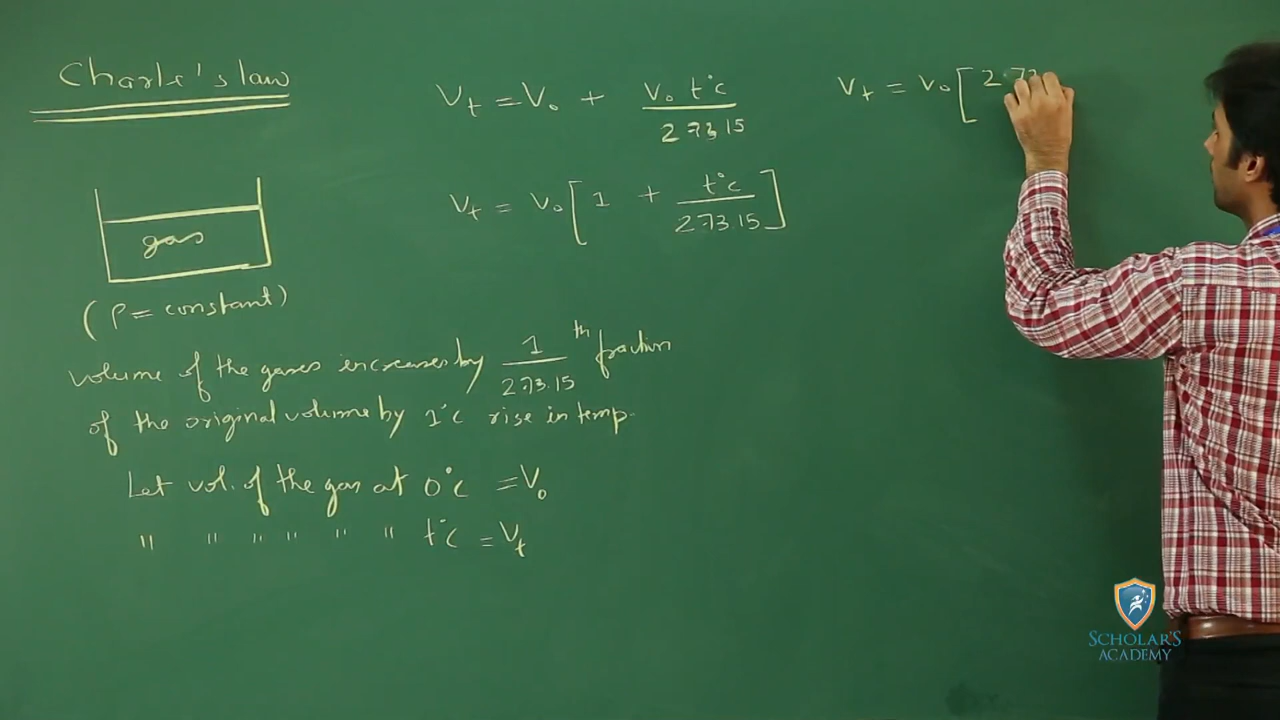 Charle's law
gas
(P = constant)
volume of the gases increases by 1/273.15 th fraction
of the original volume by 1°c rise in temp.
Let vol. of the gas at 0°c = V₀
" " " " " " t°c = Vt
Vt = V₀ + V₀ t°c / 273.15
Vt = V₀ [ 1 + t°c / 273.15 ]
Vt = V₀ [ 273
SCHOLAR'S
ACADEMY